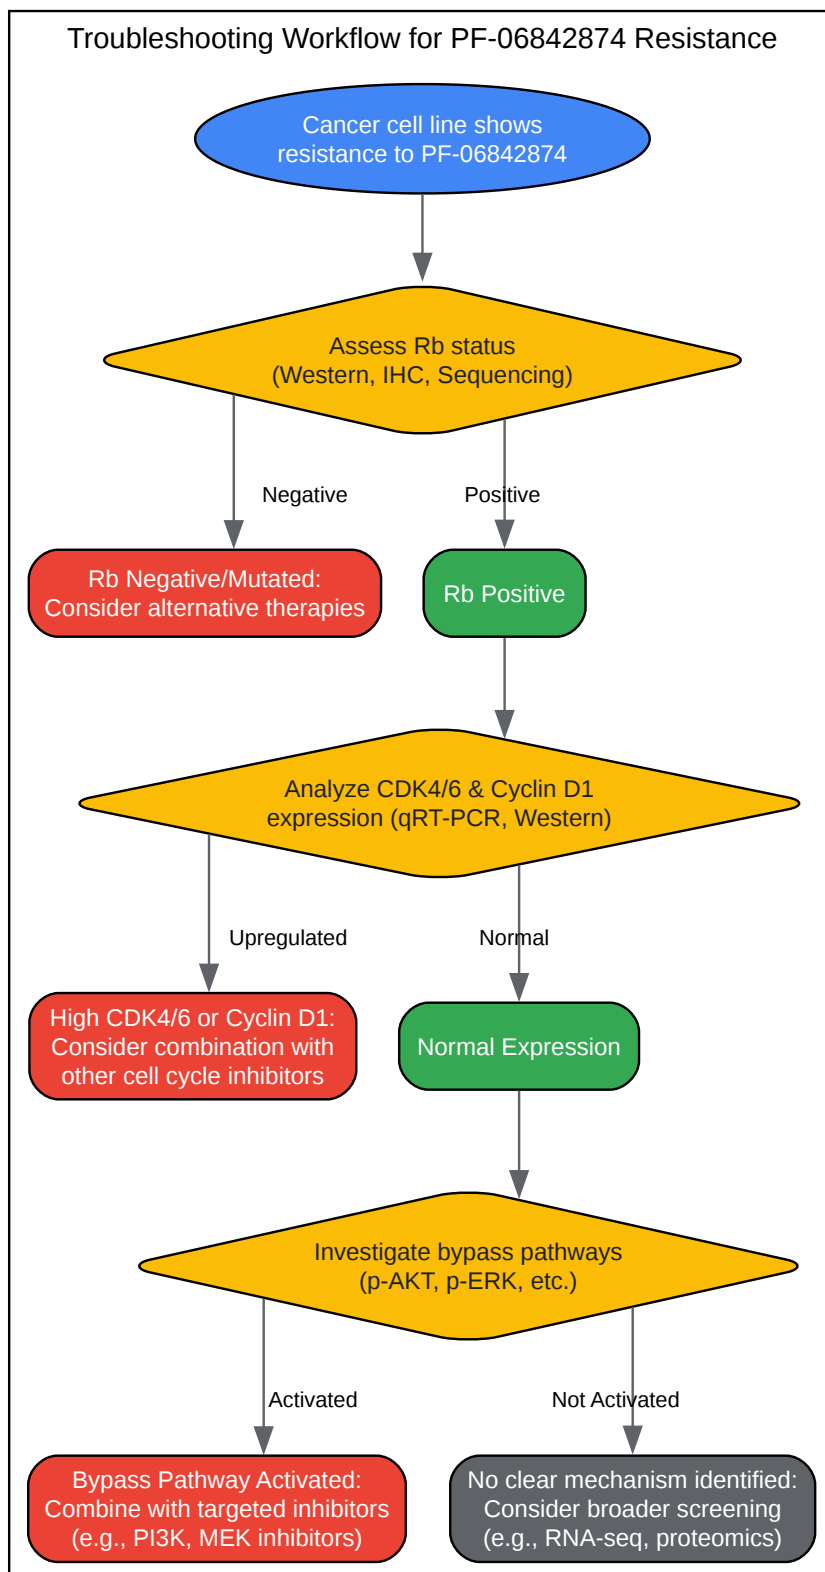 Troubleshooting Workflow for PF-06842874 Resistance
Cancer cell line shows
resistance to PF-06842874
Assess Rb status
(Western, IHC, Sequencing)
Negative
Positive
Rb Negative/Mutated:
Consider alternative therapies
Rb Positive
Analyze CDK4/6 & Cyclin D1
expression (qRT-PCR, Western)
Upregulated
Normal
High CDK4/6 or Cyclin D1:
Consider combination with
other cell cycle inhibitors
Normal Expression
Investigate bypass pathways
(p-AKT, p-ERK, etc.)
Activated
Not Activated
Bypass Pathway Activated:
Combine with targeted inhibitors
(e.g., PI3K, MEK inhibitors)
No clear mechanism identified:
Consider broader screening
(e.g., RNA-seq, proteomics)